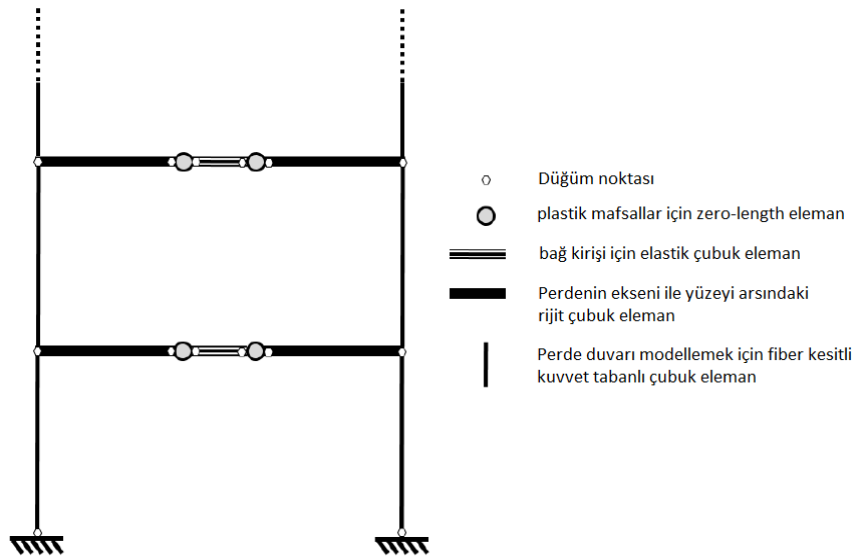 Düğüm noktası
plastik mafsallar için zero-length eleman
bağ kirişi için elastik çubuk eleman
Perdenin ekseni ile yüzeyi arsındaki
rijit çubuk eleman
Perde duvarı modellemek için fiber kesitli
kuvvet tabanlı çubuk eleman